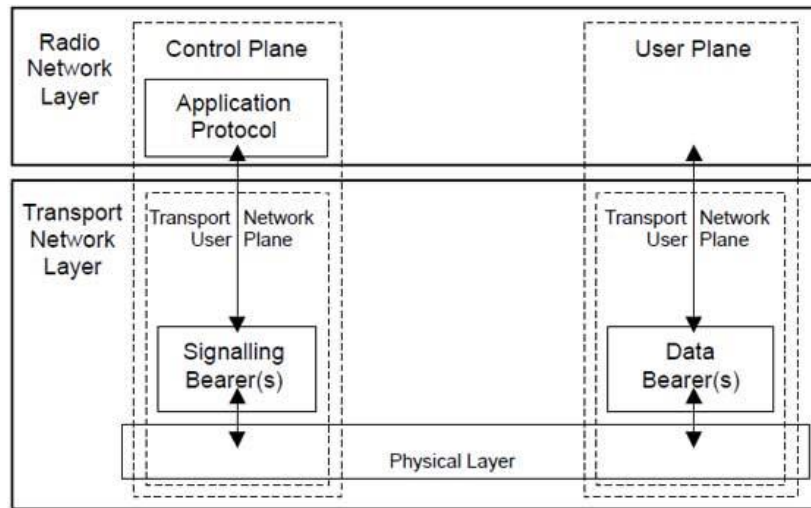 Radio
Network
Layer
Control Plane
User Plane
Application
Protocol
Transport
Network
Layer
Transport Network
User Plane
Transport Network
User Plane
Signalling
Bearer(s)
Data
Bearer(s)
Physical Layer